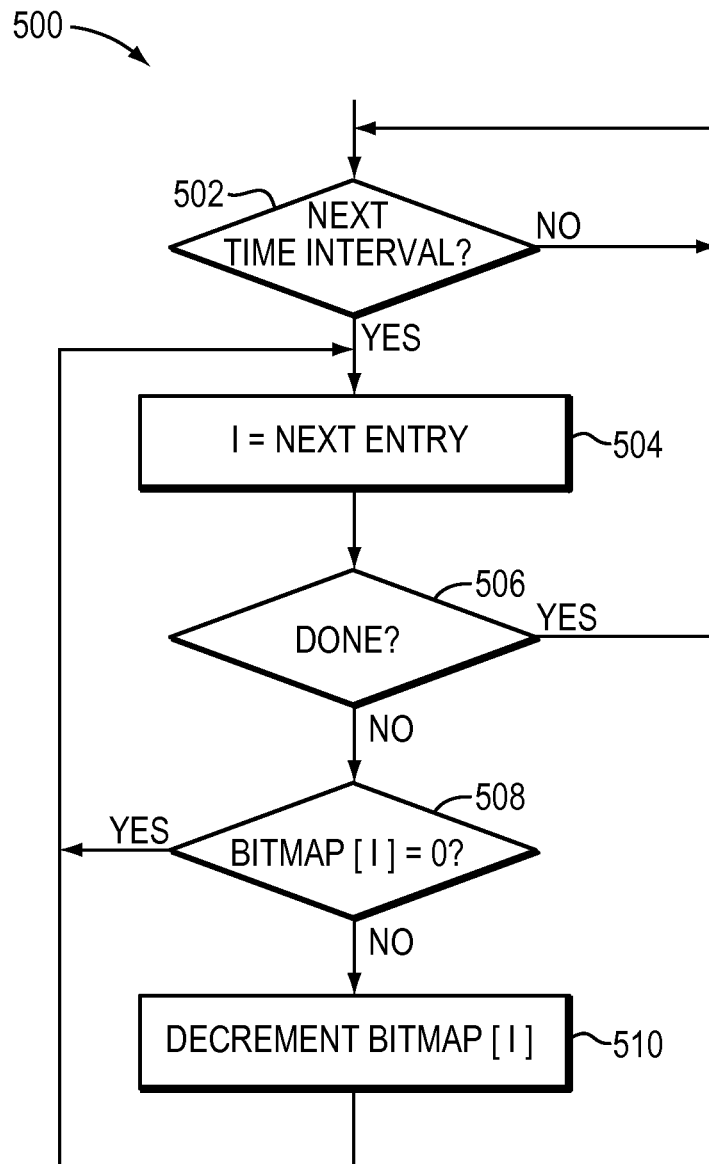 500
502
NEXT
TIME INTERVAL?
NO
YES
I = NEXT ENTRY
504
506
DONE?
YES
NO
508
YES
BITMAP [ I ] = 0?
NO
DECREMENT BITMAP [ I ]
510